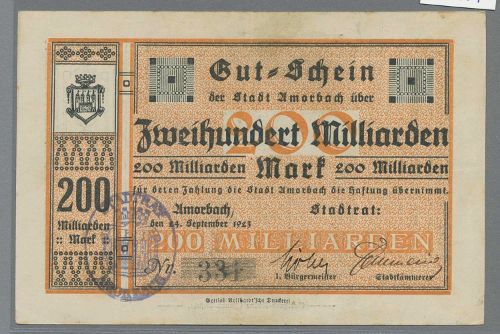 Gut=Schein
der Stadt Amorbach über
200
Zweihundert Milliarden
200 Milliarden Mark 200 Milliarden
für deren Zahlung die Stadt Amorbach die Haftung übernimmt.
Amorbach, Stadtrat:
den 24. September 1923
200 MILLIARDEN
Nr. 331
1. Bürgermeister Stadtkämmerer
200
Milliarden
:: Mark ::
STADTRAT
Druckerei